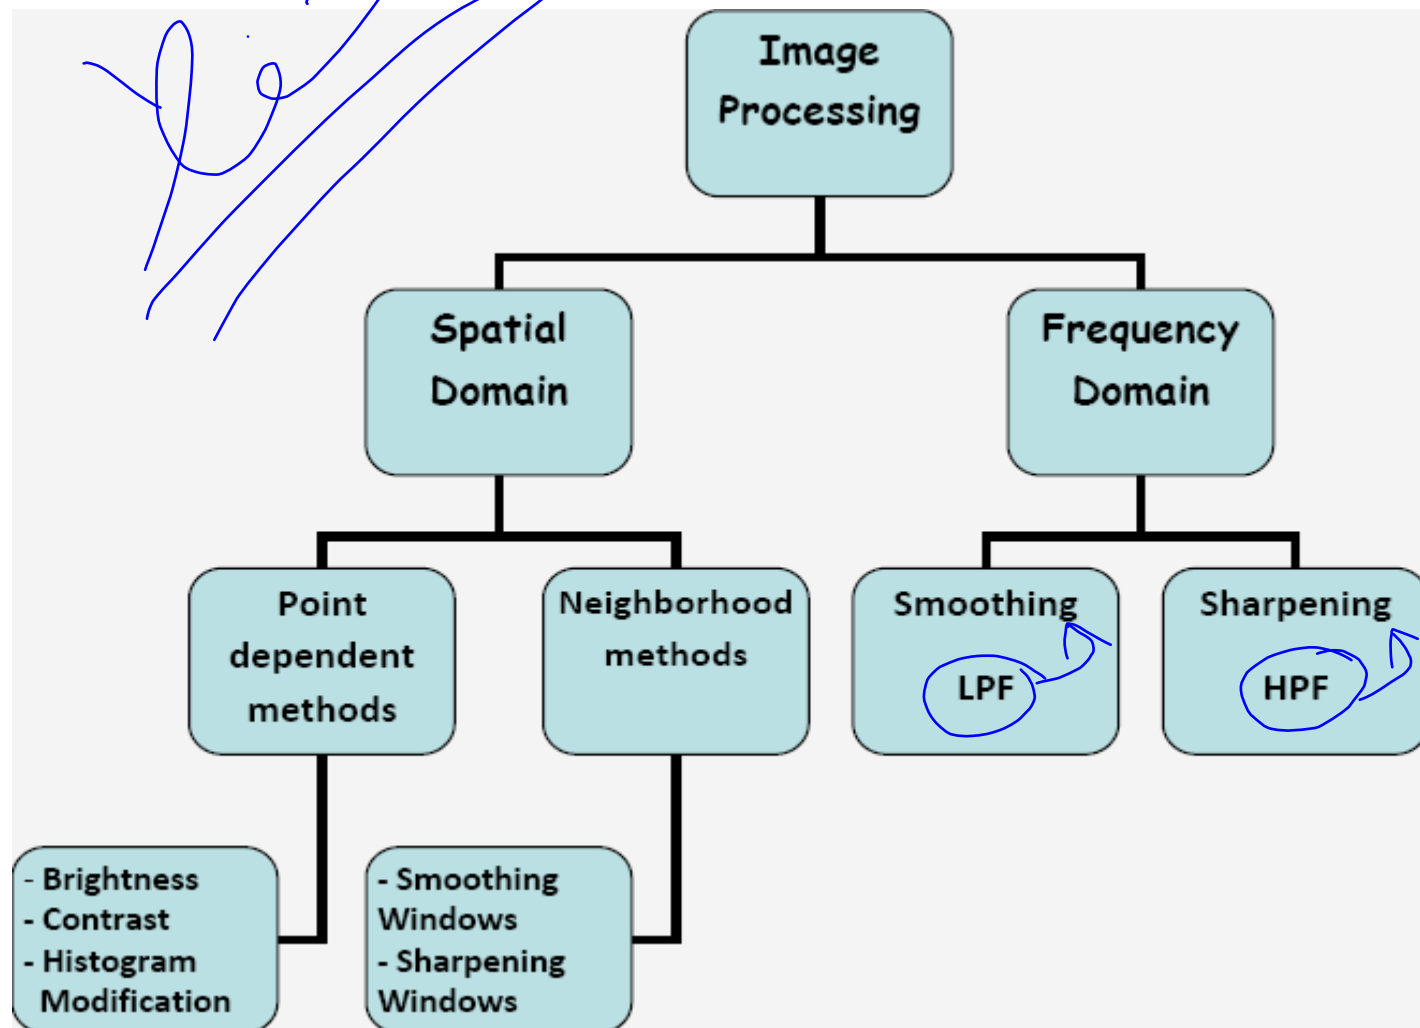 Image
Processing
Spatial
Domain
Frequency
Domain
Point
dependent
methods
Neighborhood
methods
Smoothing
LPF
Sharpening
HPF
- Brightness
- Contrast
- Histogram
Modification
- Smoothing
Windows
- Sharpening
Windows